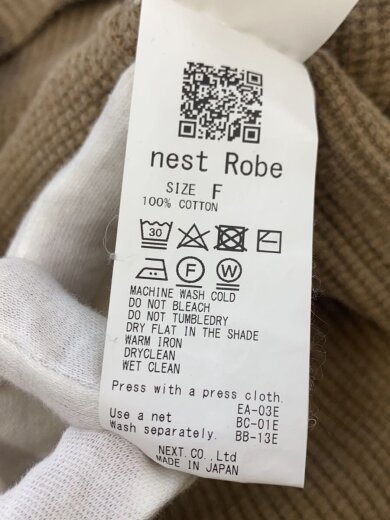 nest Robe
SIZE F
100% COTTON
30
F
W
MACHINE WASH COLD
DO NOT BLEACH
DO NOT TUMBLEDRY
DRY FLAT IN THE SHADE
WARM IRON
DRYCLEAN
WET CLEAN
Press with a press cloth.
EA-03E
Use a net BC-01E
Wash separately. BB-13E
NEXT.CO.,Ltd
MADE IN JAPAN